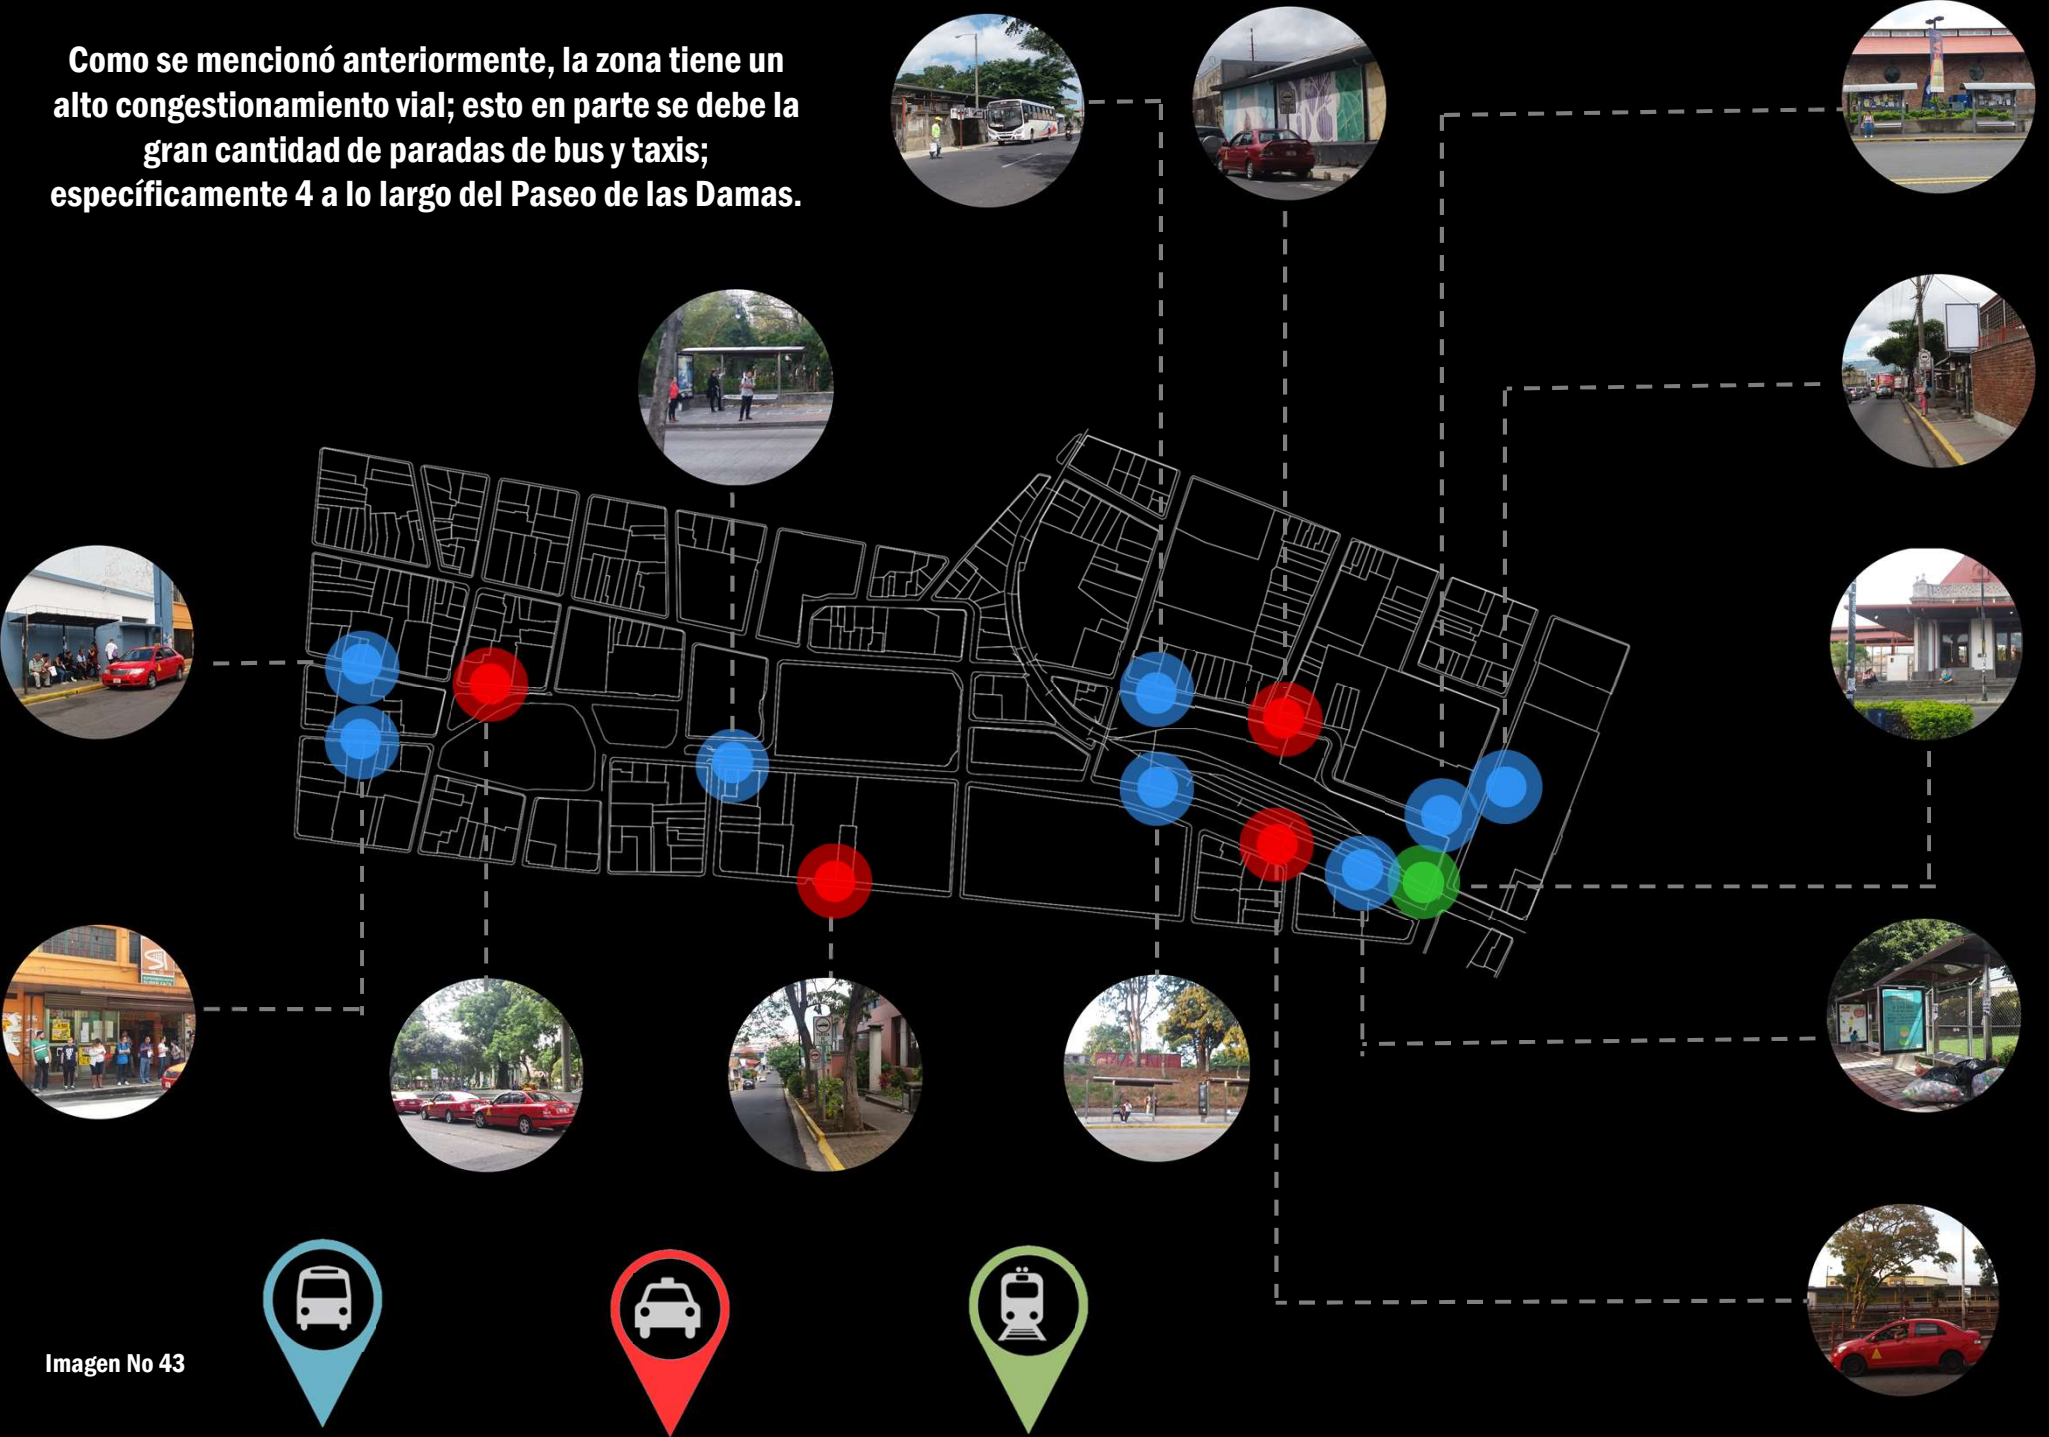 Como se mencionó anteriormente, la zona tiene un
alto congestionamiento vial; esto en parte se debe la
gran cantidad de paradas de bus y taxis;
específicamente 4 a lo largo del Paseo de las Damas.
Imagen No 43